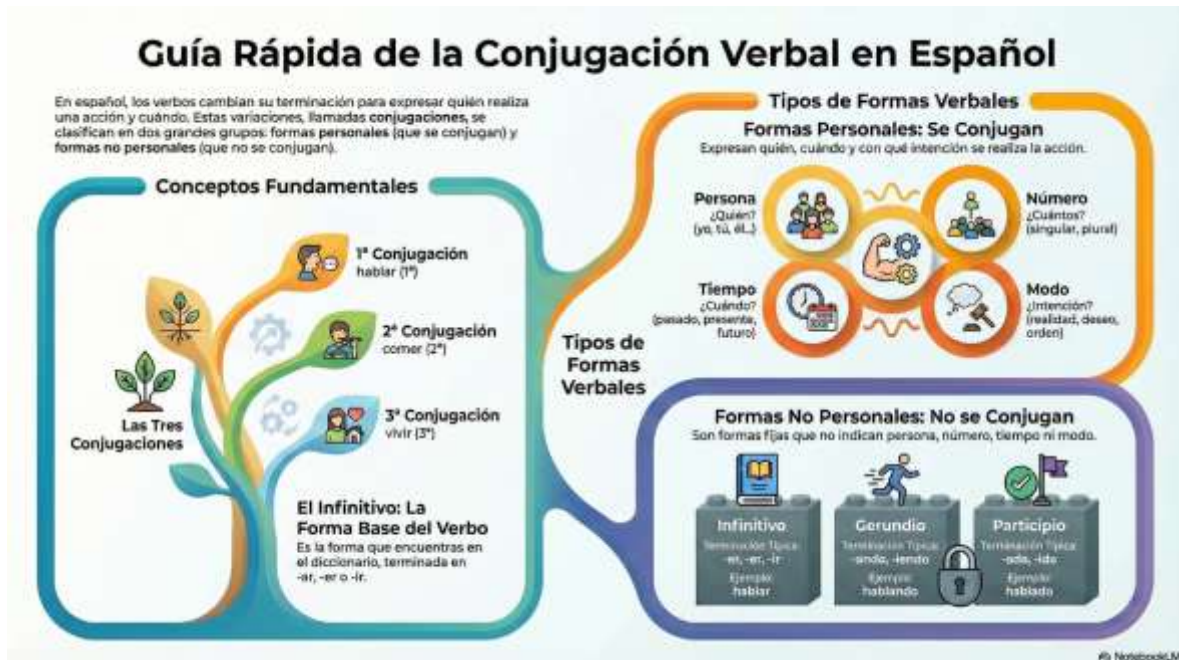 Guía Rápida de la Conjugación Verbal en Español
En español, los verbos cambian su terminación para expresar quién realiza
una acción y cuándo. Estas variaciones, llamadas conjugaciones, se
clasifican en dos grandes grupos: formas personales (que se conjugan) y
formas no personales (que no se conjugan).
Conceptos Fundamentales
1ª Conjugación
hablar (1ª)
2ª Conjugación
comer (2ª)
3ª Conjugación
vivir (3ª)
Las Tres
Conjugaciones
El Infinitivo: La
Forma Base del Verbo
Es la forma que encuentras en
el diccionario, terminada en
-ar, -er o -ir.
Tipos de
Formas
Verbales
Tipos de Formas Verbales
Formas Personales: Se Conjugan
Expresan quién, cuándo y con qué intención se realiza la acción.
Persona
¿Quién?
(yo, tú, él...)
Número
¿Cuántos?
(singular, plural)
Tiempo
¿Cuándo?
(pasado, presente,
futuro)
Modo
¿Intención?
(realidad, deseo,
orden)
Formas No Personales: No se Conjugan
Son formas fijas que no indican persona, número, tiempo ni modo.
Infinitivo
Terminación Típica:
-er, -ir
Ejemplo:
hablar
Gerundio
Terminación Típica:
-ando, -iendo
Ejemplo:
hablando
Participio
Terminación Típica:
-ado, -ido
Ejemplo:
hablado
NotebookLM